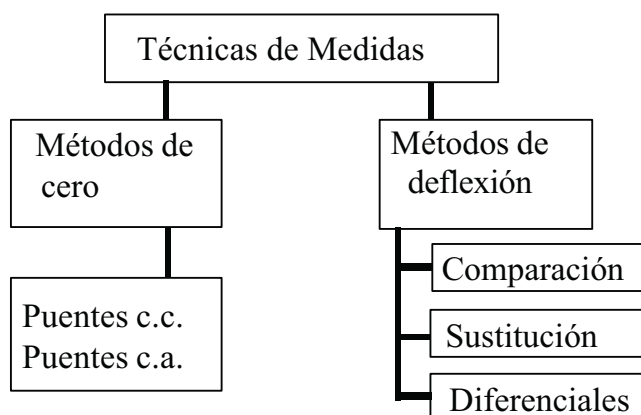 Técnicas de Medidas
Métodos de
cero
Puentes c.c.
Puentes c.a.
Métodos de
deflexión
Comparación
Sustitución
Diferenciales